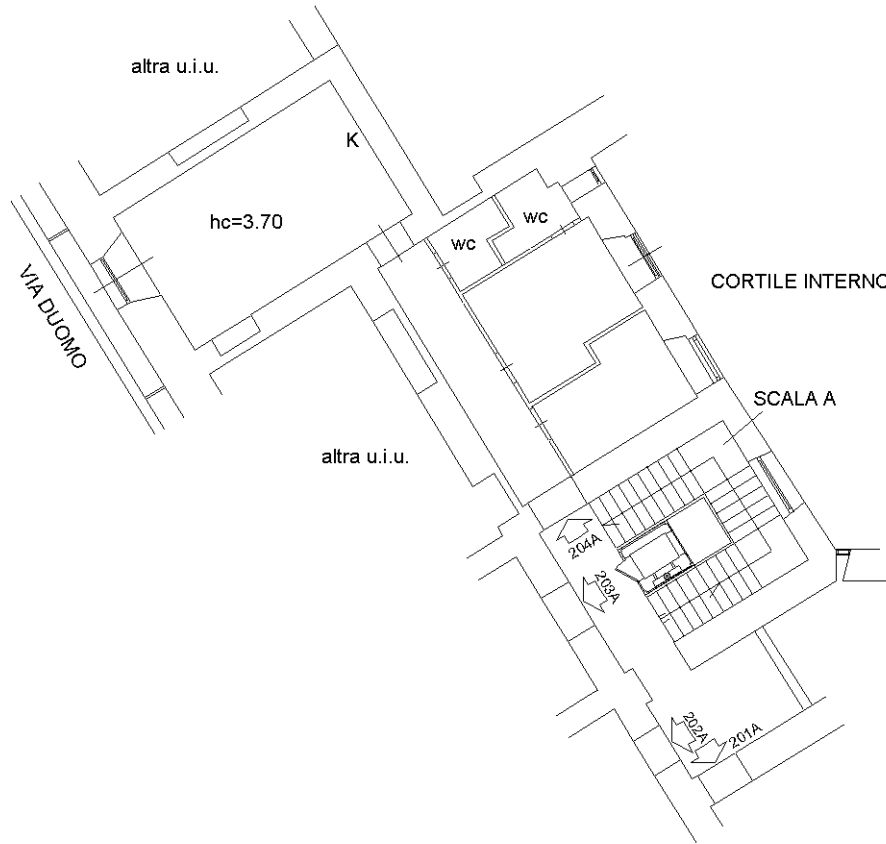 altra u.i.u.
K
hc=3.70
wc
wc
VIA DUOMO
CORTILE INTERNO
SCALA A
altra u.i.u.
204A
203A
202A
201A